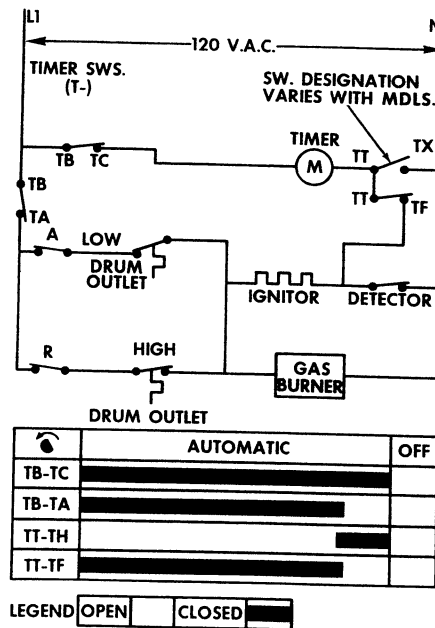 L1
N
120 V.A.C.
TIMER SWS.
(T-)
SW. DESIGNATION
VARIES WITH MDLS.
TIMER
M
TB TC
TT
TX
TB
TT
TF
TA
A
LOW
DRUM
OUTLET
IGNITOR
DETECTOR
R
HIGH
GAS
BURNER
DRUM OUTLET
AUTOMATIC OFF
TB-TC
TB-TA
TT-TH
TT-TF
LEGEND OPEN CLOSED